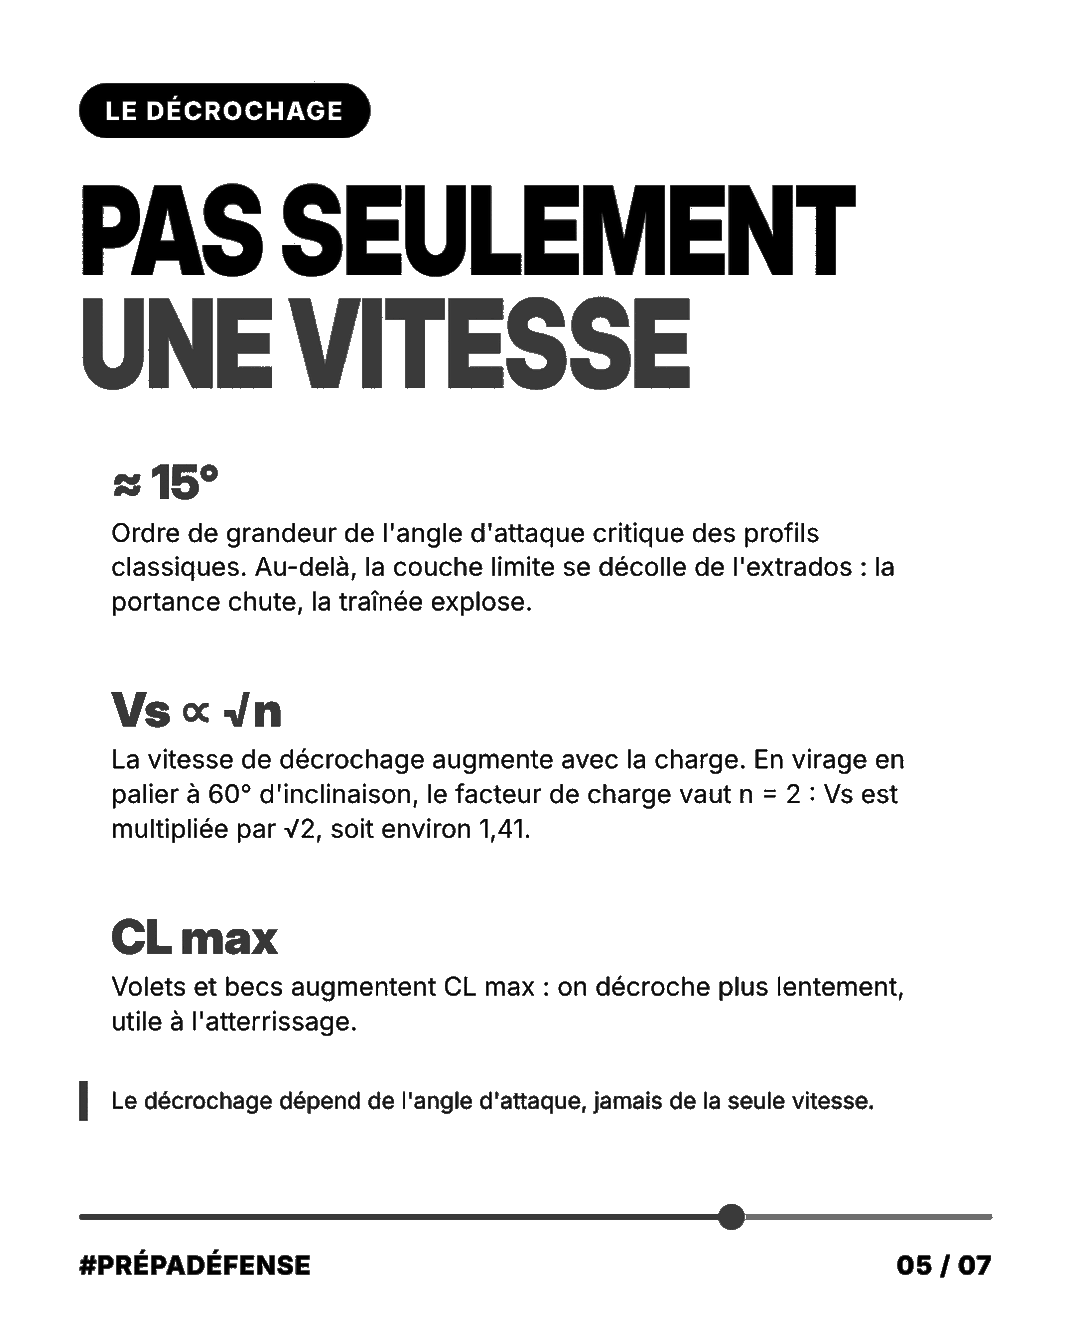 LE DÉCROCHAGE
PAS SEULEMENT
UNE VITESSE
≈ 15°
Ordre de grandeur de l'angle d'attaque critique des profils
classiques. Au-delà, la couche limite se décolle de l'extrados : la
portance chute, la traînée explose.
Vs ∝ √n
La vitesse de décrochage augmente avec la charge. En virage en
palier à 60° d'inclinaison, le facteur de charge vaut n = 2 : Vs est
multipliée par √2, soit environ 1,41.
CL max
Volets et becs augmentent CL max : on décroche plus lentement,
utile à l'atterrissage.
Le décrochage dépend de l'angle d'attaque, jamais de la seule vitesse.
#PRÉPADÉFENSE
05 / 07